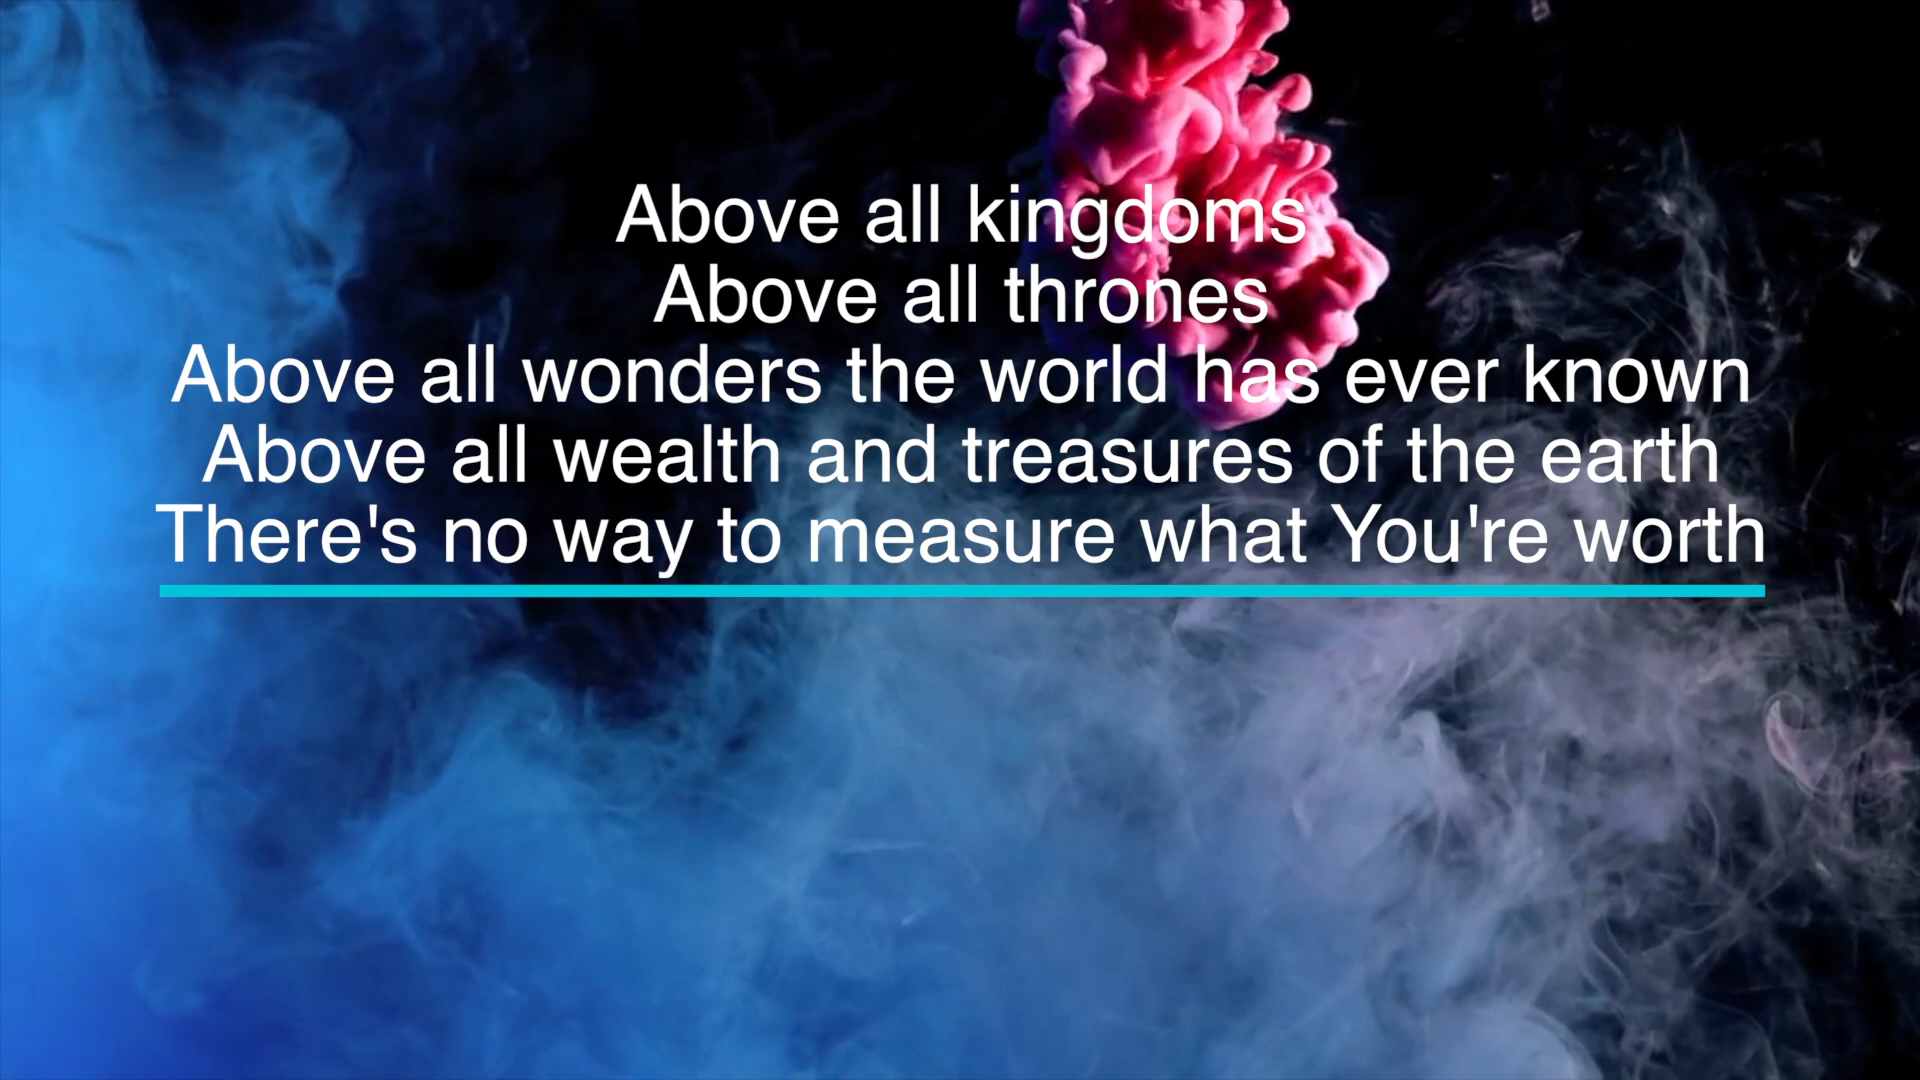 Above all kingdoms
Above all thrones
Above all wonders the world has ever known
Above all wealth and treasures of the earth
There's no way to measure what You're worth